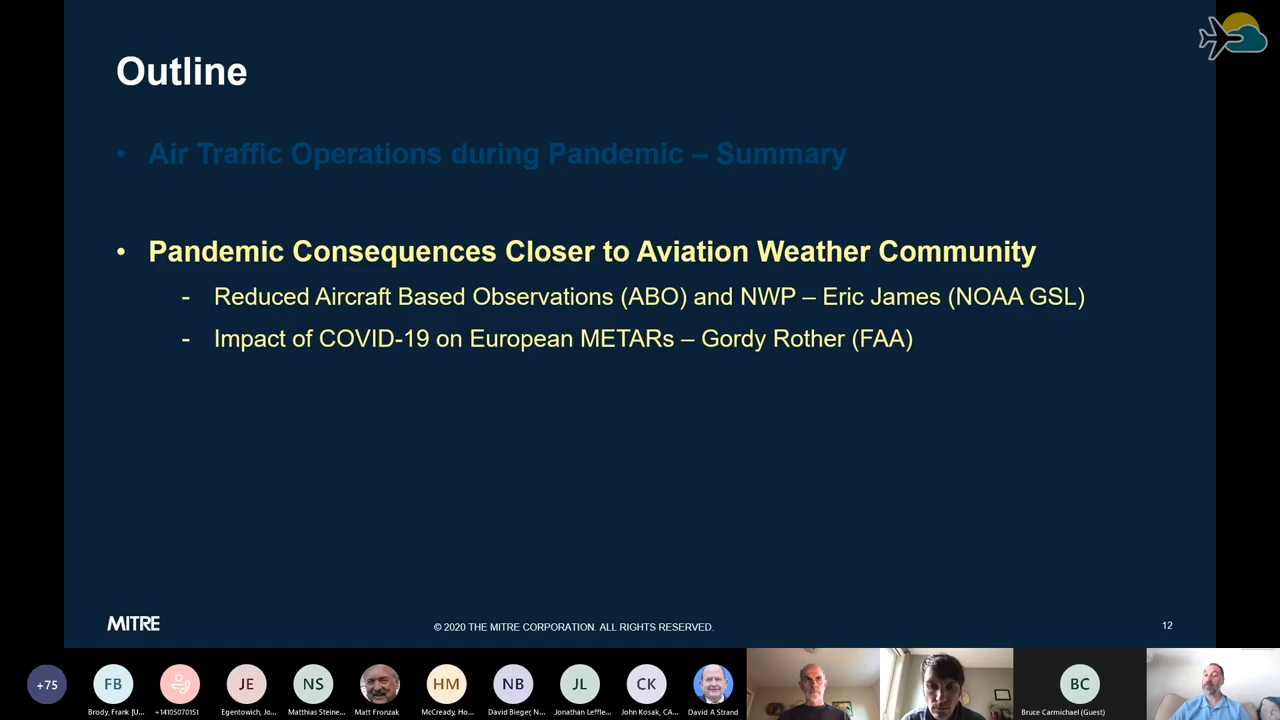 Outline
• Air Traffic Operations during Pandemic – Summary
• Pandemic Consequences Closer to Aviation Weather Community
- Reduced Aircraft Based Observations (ABO) and NWP – Eric James (NOAA GSL)
- Impact of COVID-19 on European METARs – Gordy Rother (FAA)
MITRE
© 2020 THE MITRE CORPORATION. ALL RIGHTS RESERVED.
12
+75
FB
JE
NS
HM
NB
JL
CK
BC
Brody, Frank [U...
+14105070151
Egentowich, Jo...
Matthias Steine...
Matt Fronzak
McCready, Ho...
David Bieger, N...
Jonathan Leffle...
John Kosak, CA...
David A Strand
Bruce Carmichael (Guest)